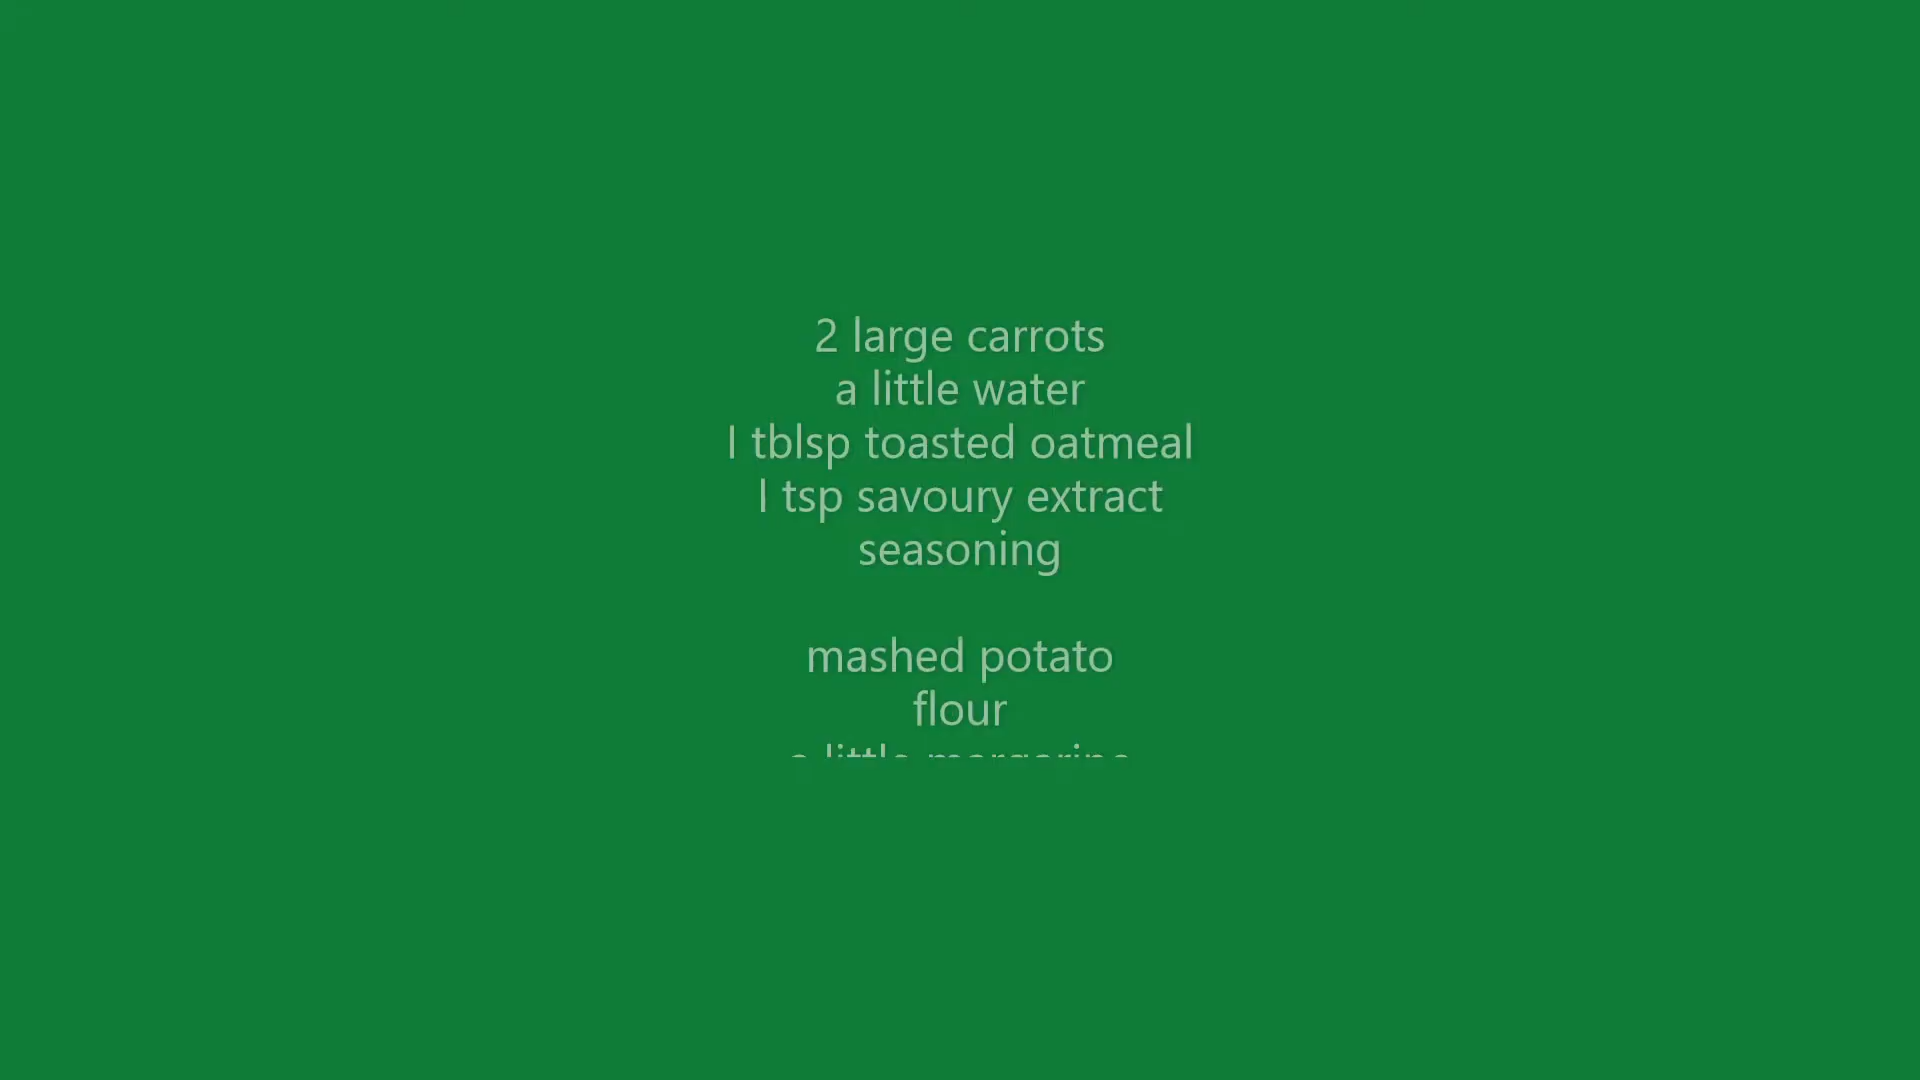 2 large carrots
a little water
I tblsp toasted oatmeal
I tsp savoury extract
seasoning
mashed potato
flour
a little margarine